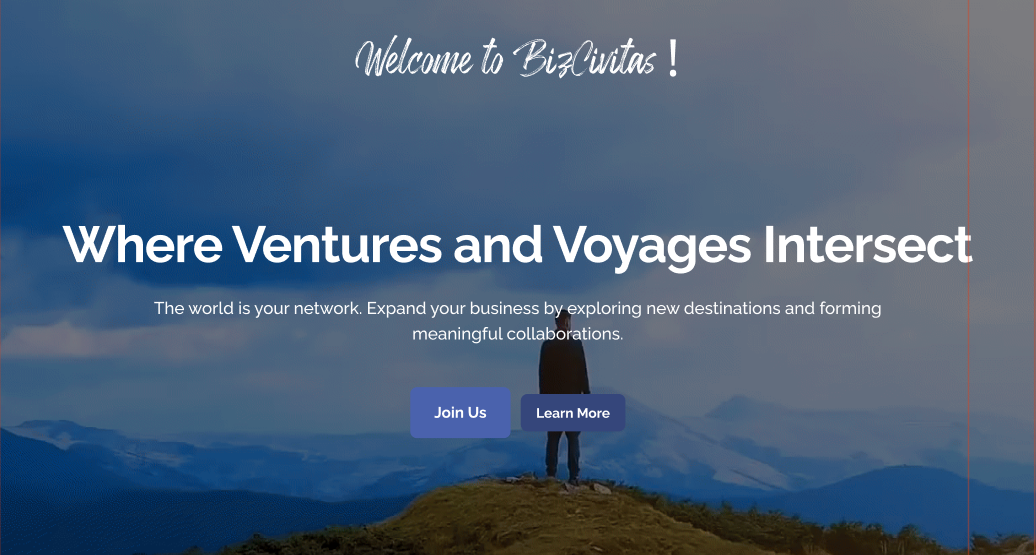 Welcome to BizCivitas !
Where Ventures and Voyages Intersect
The world is your network. Expand your business by exploring new destinations and forming
meaningful collaborations.
Join Us
Learn More